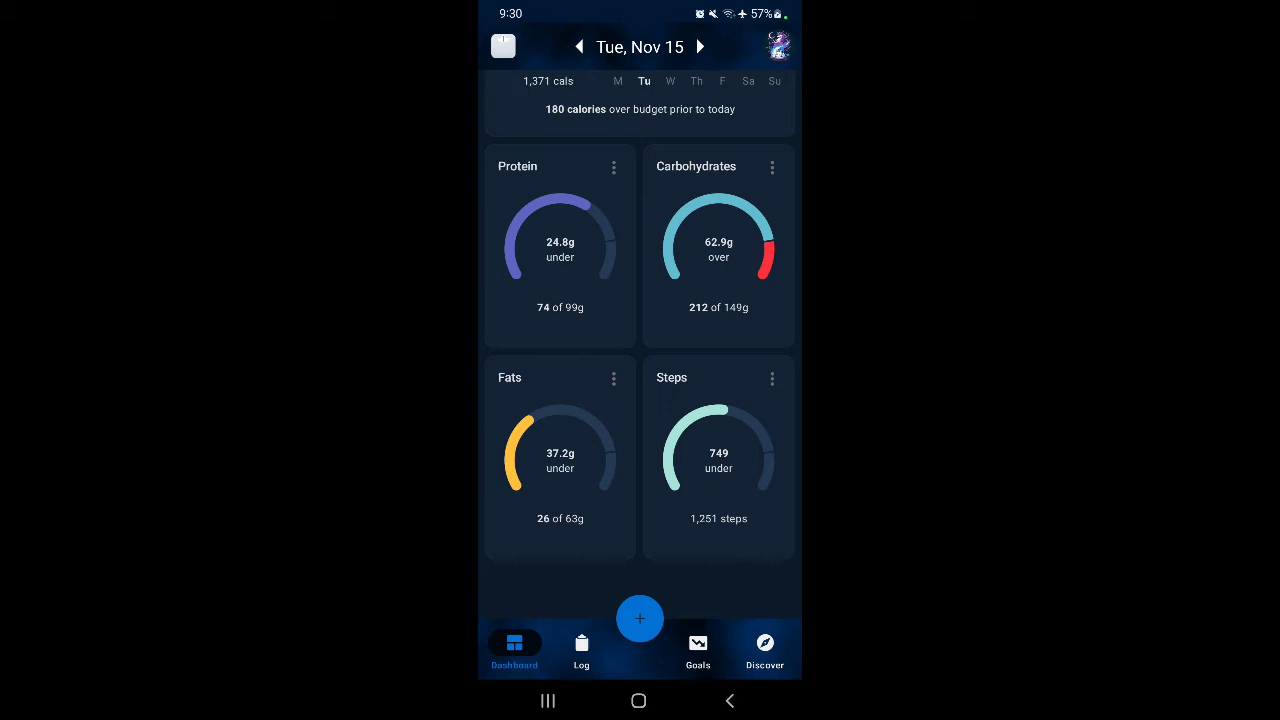 9:30
57%
Tue, Nov 15
1,371 cals
M Tu W Th F Sa Su
180 calories over budget prior to today
Protein
24.8g
under
74 of 99g
Carbohydrates
62.9g
over
212 of 149g
Fats
37.2g
under
26 of 63g
Steps
749
under
1,251 steps
+
Dashboard
Log
Goals
Discover